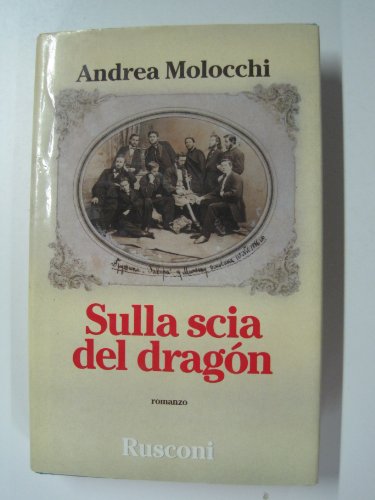 Andrea Molocchi
Sulla scia
del dragón
romanzo
Rusconi